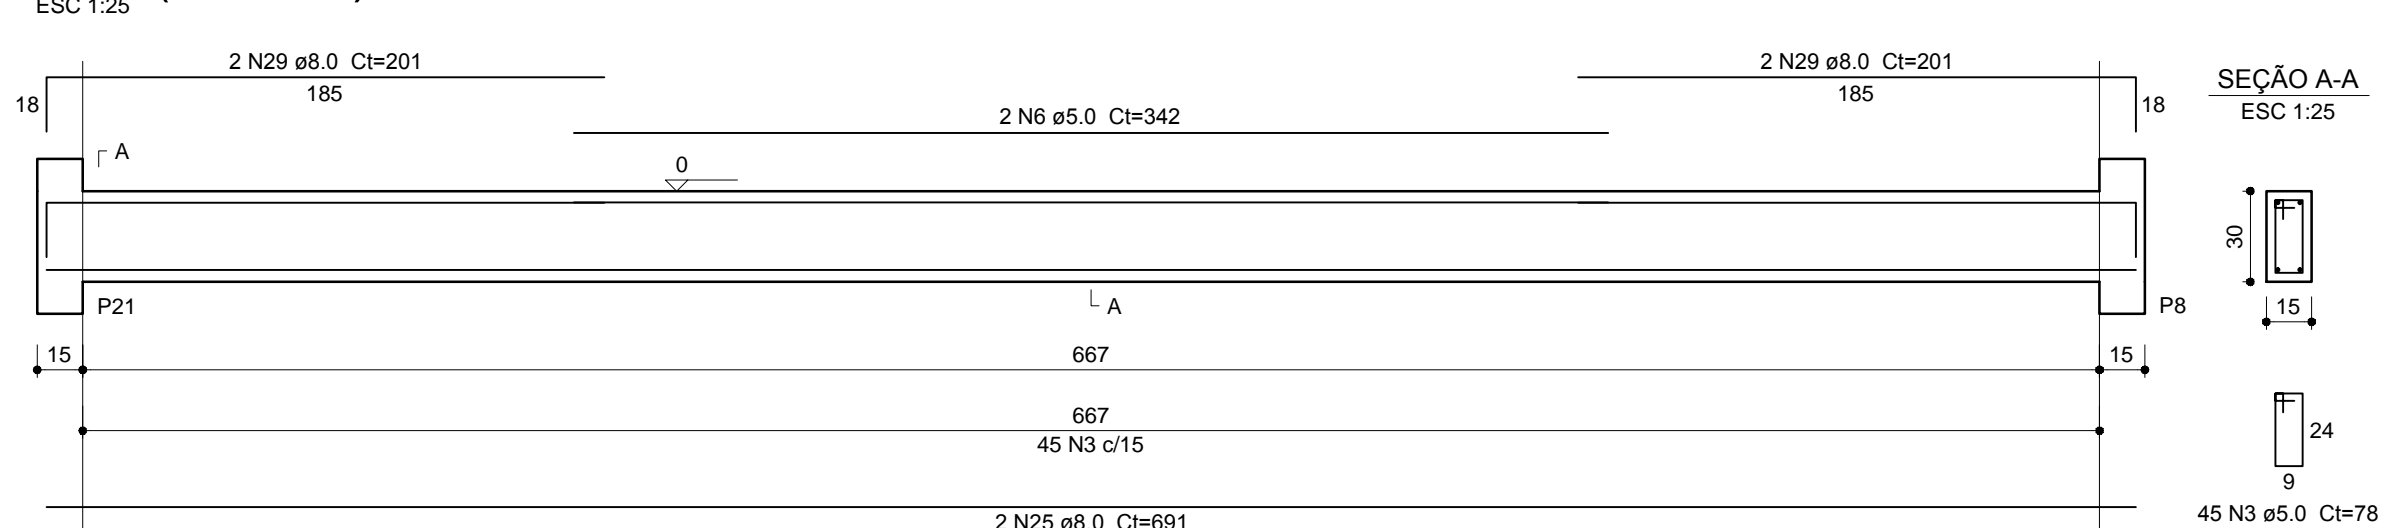 ESC 1:25
2 N29 ø8.0 Ct=201
185
18
2 N6 ø5.0 Ct=342
2 N29 ø8.0 Ct=201
185
18
SEÇÃO A-A
ESC 1:25
A
0
30
15
P21
A
P8
15
667
15
667
45 N3 c/15
24
9
2 N25 ø8.0 Ct=691
45 N3 ø5.0 Ct=78